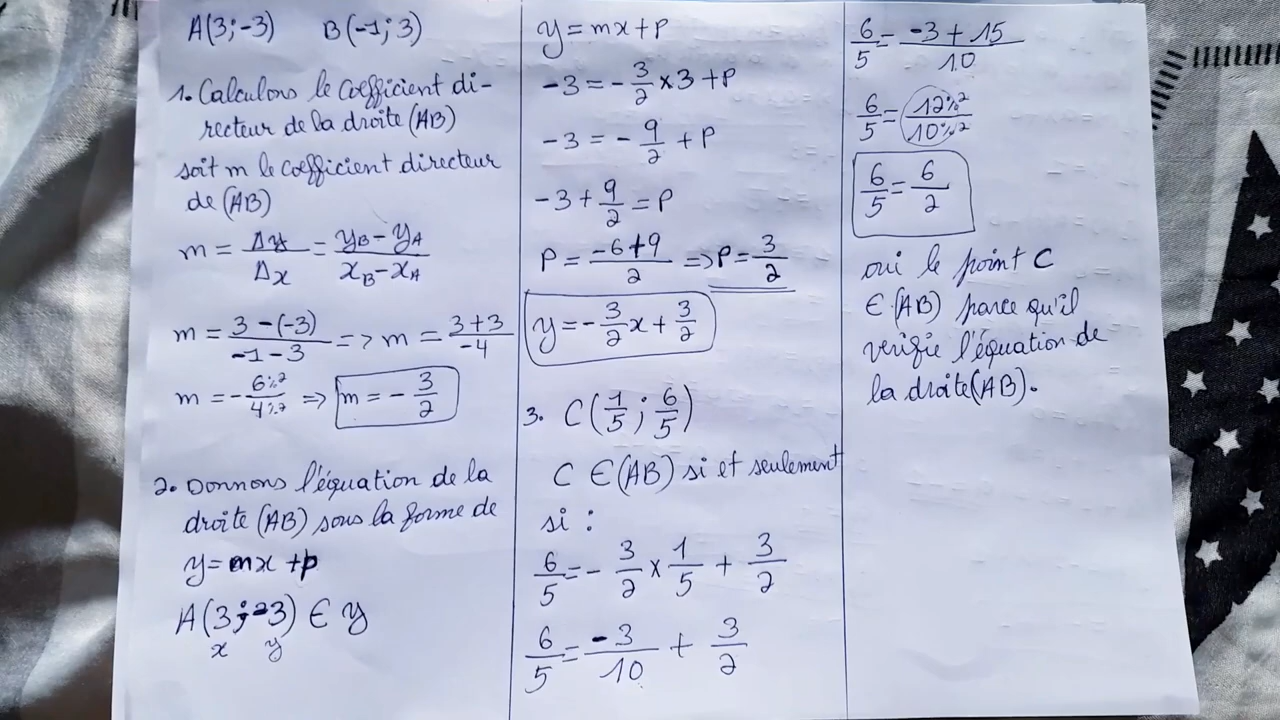 A(3;-3) B(-1;3)
1. Calculons le coefficient di-
recteur de la droite (AB)
soit m le coefficient directeur
de (AB)
m = Δy/Δx = (yB - yA)/(xB - xA)
m = (3-(-3))/(-1-3) => m = (3+3)/(-4)
m = -(6÷2)/(4÷2) => m = -3/2
2. Donnons l'équation de la
droite (AB) sous la forme de
y = mx + p
A(3;-3) ∈ y
x y
y = mx + p
-3 = -3/2 × 3 + p
-3 = -9/2 + p
-3 + 9/2 = p
P = (-6+9)/2 => P = 3/2
y = -3/2 x + 3/2
3. C(1/5 ; 6/5)
C ∈ (AB) si et seulement
si :
6/5 = -3/2 × 1/5 + 3/2
6/5 = -3/10 + 3/2
6/5 = (-3 + 15)/10
6/5 = (12÷2)/(10÷2)
6/5 = 6/2
oui le point C
∈ (AB) parce qu'il
verifie l'équation de
la droite (AB).